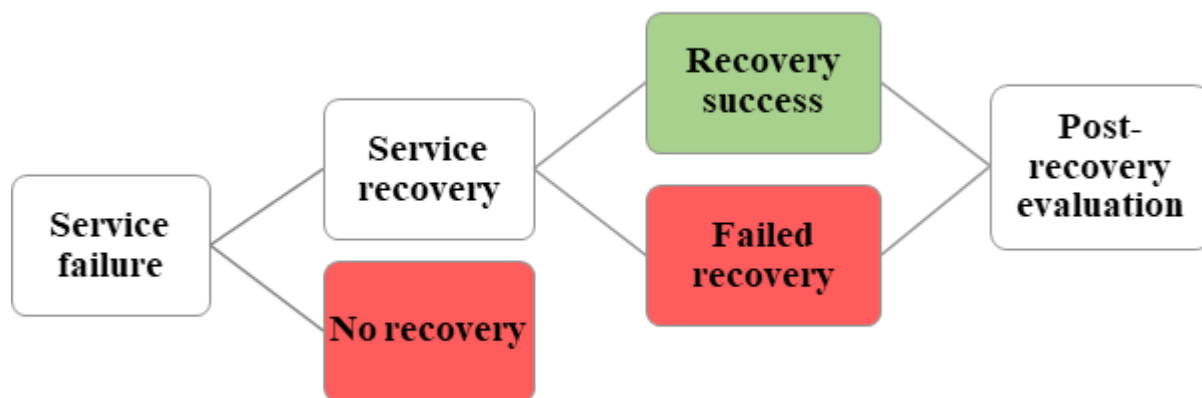 Service
failure
Service
recovery
No recovery
Recovery
success
Failed
recovery
Post-
recovery
evaluation